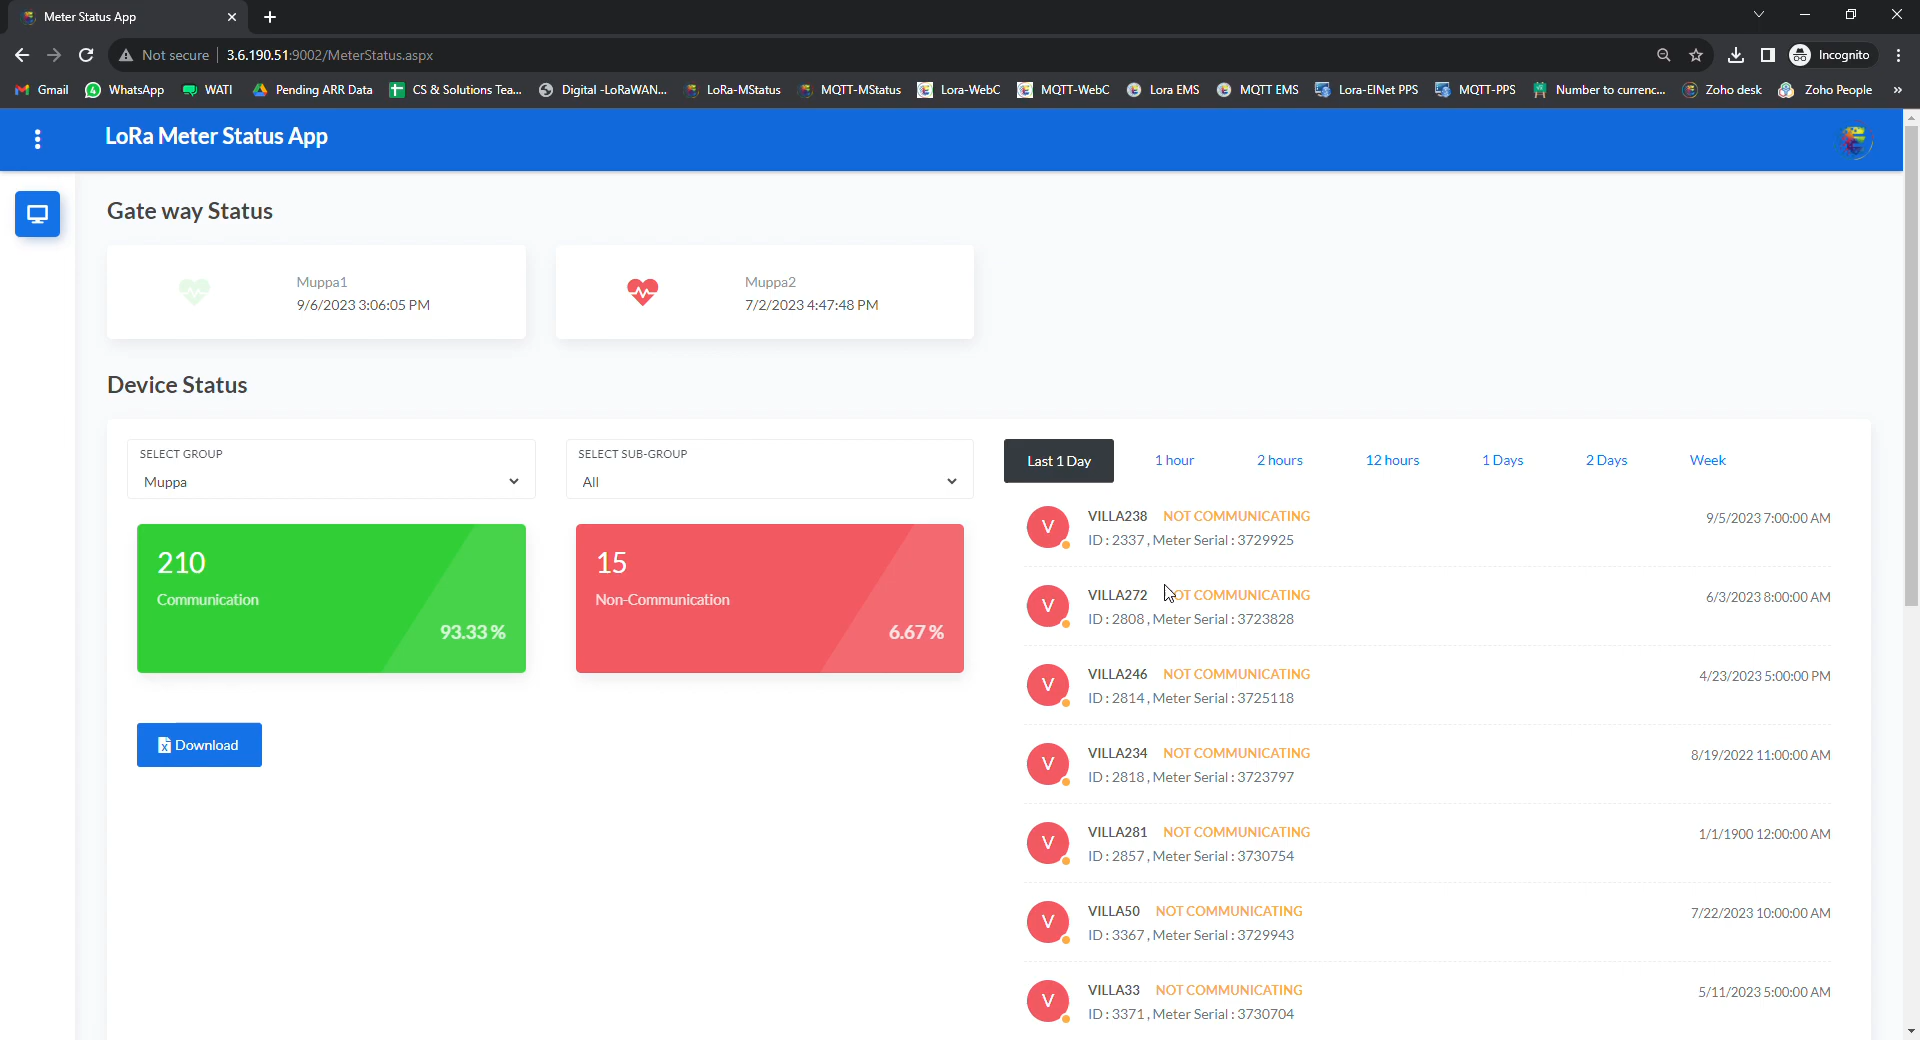 Meter Status App
Not secure 3.6.190.51:9002/MeterStatus.aspx Incognito
Gmail WhatsApp WATI Pending ARR Data CS & Solutions Tea... Digital -LoRaWAN... LoRa-MStatus MQTT-MStatus Lora-WebC MQTT-WebC Lora EMS MQTT EMS Lora-ElNet PPS MQTT-PPS Number to currenc... Zoho desk Zoho People »
LoRa Meter Status App
Gate way Status
Muppa1
9/6/2023 3:06:05 PM
Muppa2
7/2/2023 4:47:48 PM
Device Status
SELECT GROUP
Muppa
SELECT SUB-GROUP
All
210
Communication
93.33 %
15
Non-Communication
6.67 %
Download
Last 1 Day 1 hour 2 hours 12 hours 1 Days 2 Days Week
V VILLA238 NOT COMMUNICATING 9/5/2023 7:00:00 AM
ID : 2337 , Meter Serial : 3729925
V VILLA272 NOT COMMUNICATING 6/3/2023 8:00:00 AM
ID : 2808 , Meter Serial : 3723828
V VILLA246 NOT COMMUNICATING 4/23/2023 5:00:00 PM
ID : 2814 , Meter Serial : 3725118
V VILLA234 NOT COMMUNICATING 8/19/2022 11:00:00 AM
ID : 2818 , Meter Serial : 3723797
V VILLA281 NOT COMMUNICATING 1/1/1900 12:00:00 AM
ID : 2857 , Meter Serial : 3730754
V VILLA50 NOT COMMUNICATING 7/22/2023 10:00:00 AM
ID : 3367 , Meter Serial : 3729943
V VILLA33 NOT COMMUNICATING 5/11/2023 5:00:00 AM
ID : 3371 , Meter Serial : 3730704